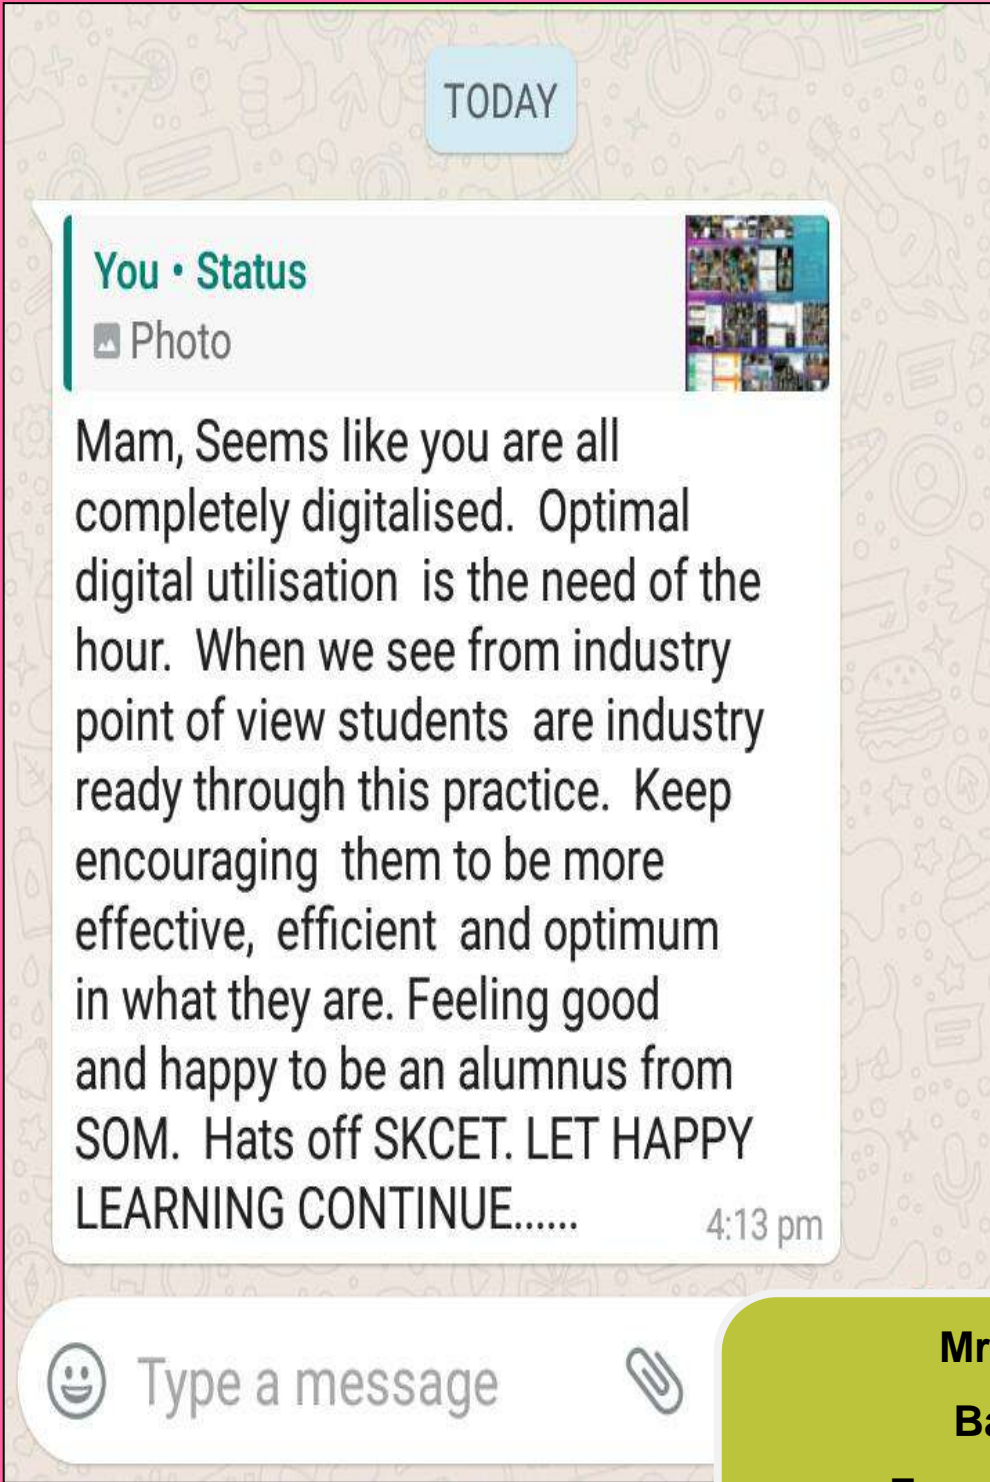 TODAY
You • Status
Photo
Mam, Seems like you are all
completely digitalised.  Optimal
digital utilisation  is the need of the
hour.  When we see from industry
point of view students  are industry
ready through this practice.  Keep
encouraging  them to be more
effective,  efficient  and optimum
in what they are. Feeling good
and happy to be an alumnus from
SOM.  Hats off SKCET. LET HAPPY
LEARNING CONTINUE......
4:13 pm
Type a message
Mr